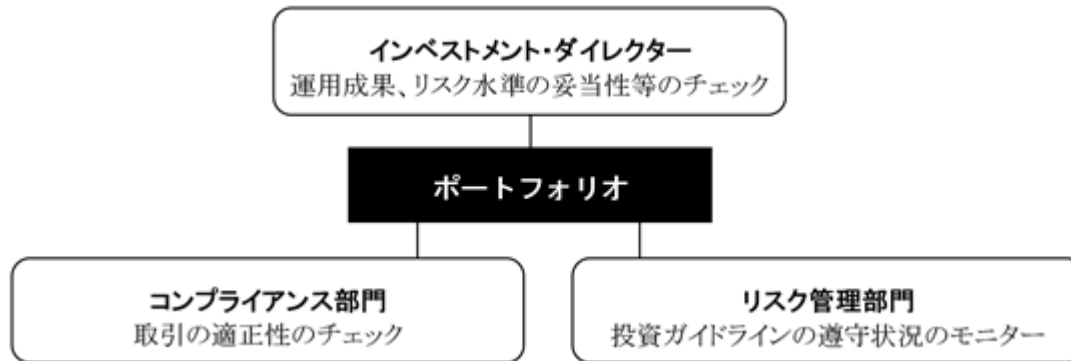 インベストメント・ダイレクター
運用成果、リスク水準の妥当性等のチェック
ポートフォリオ
コンプライアンス部門
取引の適正性のチェック
リスク管理部門
投資ガイドラインの遵守状況のモニター